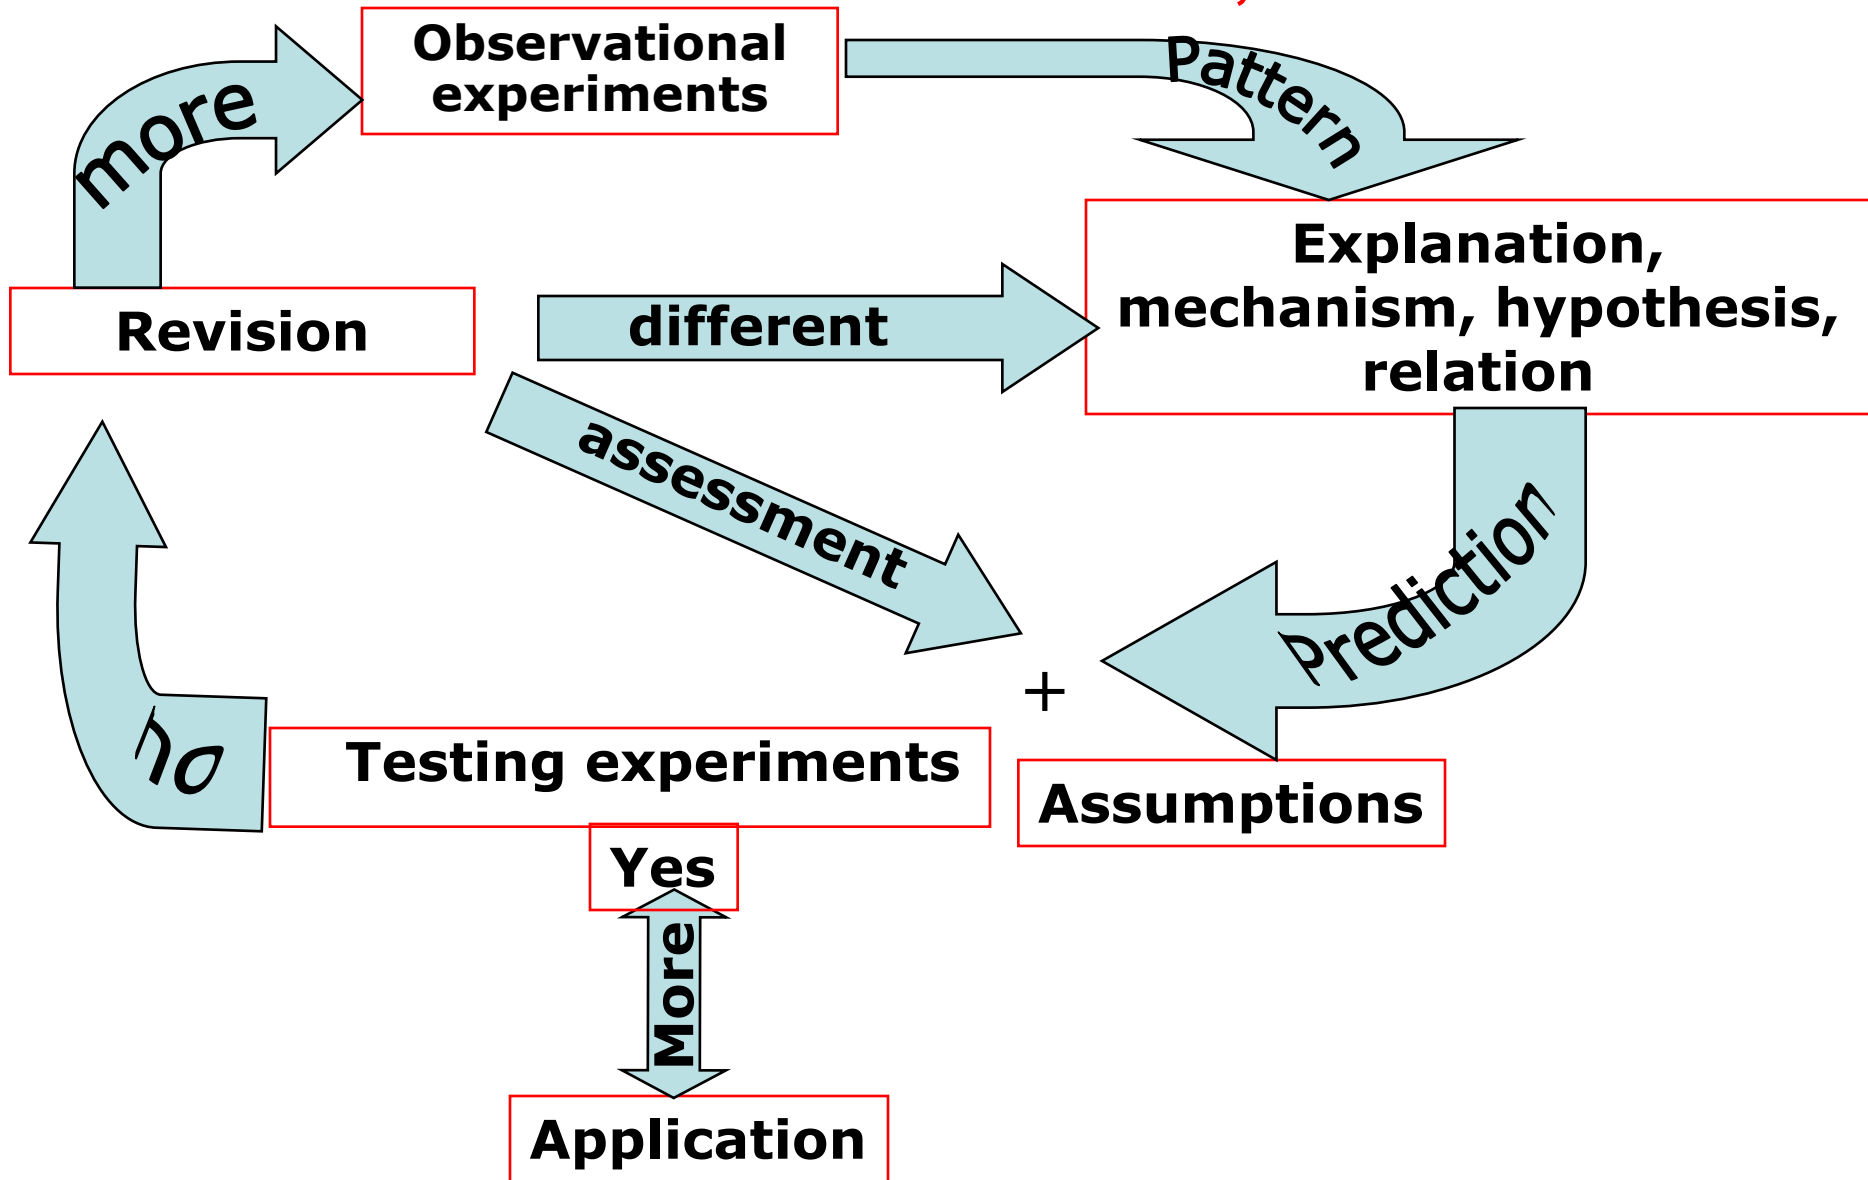 Observational
experiments
Pattern
more
Explanation,
mechanism, hypothesis,
relation
Revision
different
assessment
Prediction
+
no
Testing experiments
Assumptions
Yes
More
Application